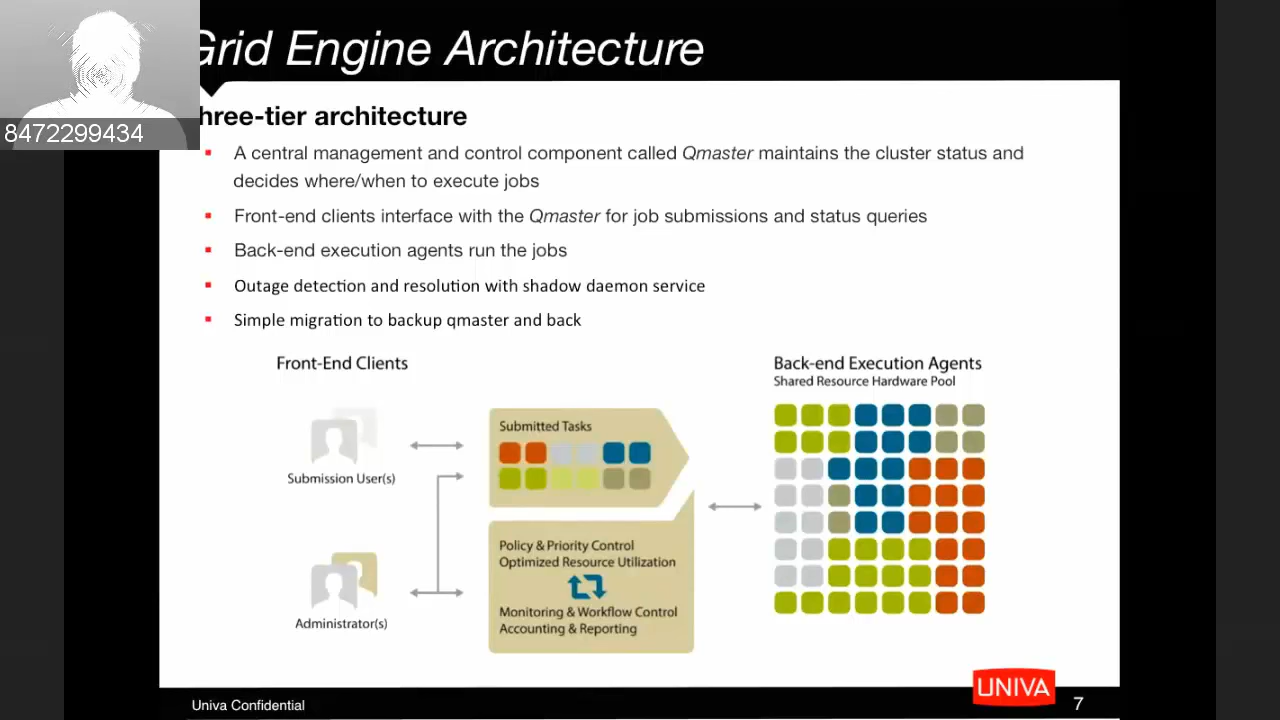 Grid Engine Architecture
8472299434
hree-tier architecture
A central management and control component called Qmaster maintains the cluster status and
decides where/when to execute jobs
Front-end clients interface with the Qmaster for job submissions and status queries
Back-end execution agents run the jobs
Outage detection and resolution with shadow daemon service
Simple migration to backup qmaster and back
Front-End Clients
Back-end Execution Agents
Shared Resource Hardware Pool
Submitted Tasks
Submission User(s)
Policy & Priority Control
Optimized Resource Utilization
Monitoring & Workflow Control
Accounting & Reporting
Administrator(s)
UNIVA
Univa Confidential
7